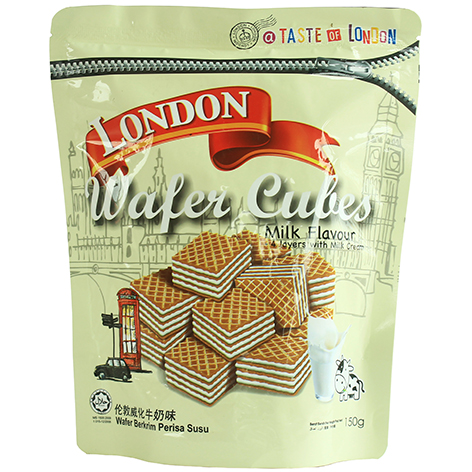 @ TASTE OF LONDON
LONDON
Wafer Cubes
Milk Flavour
4 layers with Milk Cream
伦敦威化牛奶味
Wafer Berkrim Perisa Susu
150g